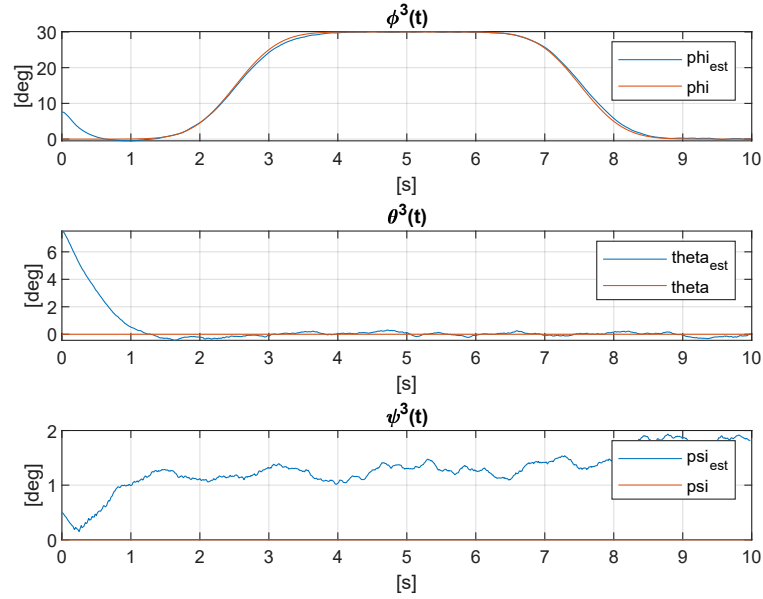 ϕ³(t)
30
20
10
0
[deg]
phi_est
phi
0 1 2 3 4 5 6 7 8 9 10
[s]
θ³(t)
6
4
2
0
[deg]
theta_est
theta
0 1 2 3 4 5 6 7 8 9 10
[s]
ψ³(t)
2
1
0
[deg]
psi_est
psi
0 1 2 3 4 5 6 7 8 9 10
[s]